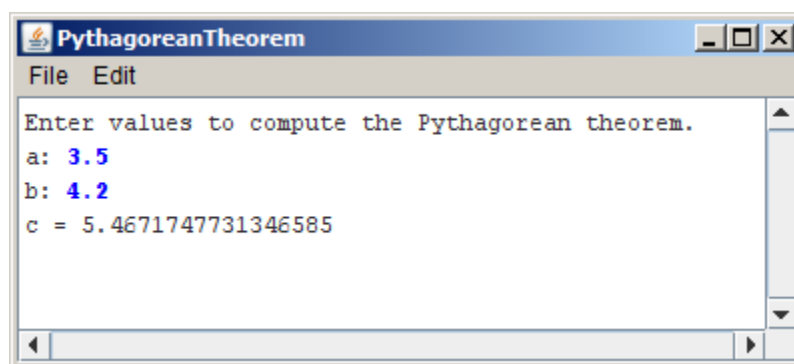 PythagoreanTheorem
File Edit
Enter values to compute the Pythagorean theorem.
a: 3.5
b: 4.2
c = 5.4671747731346585